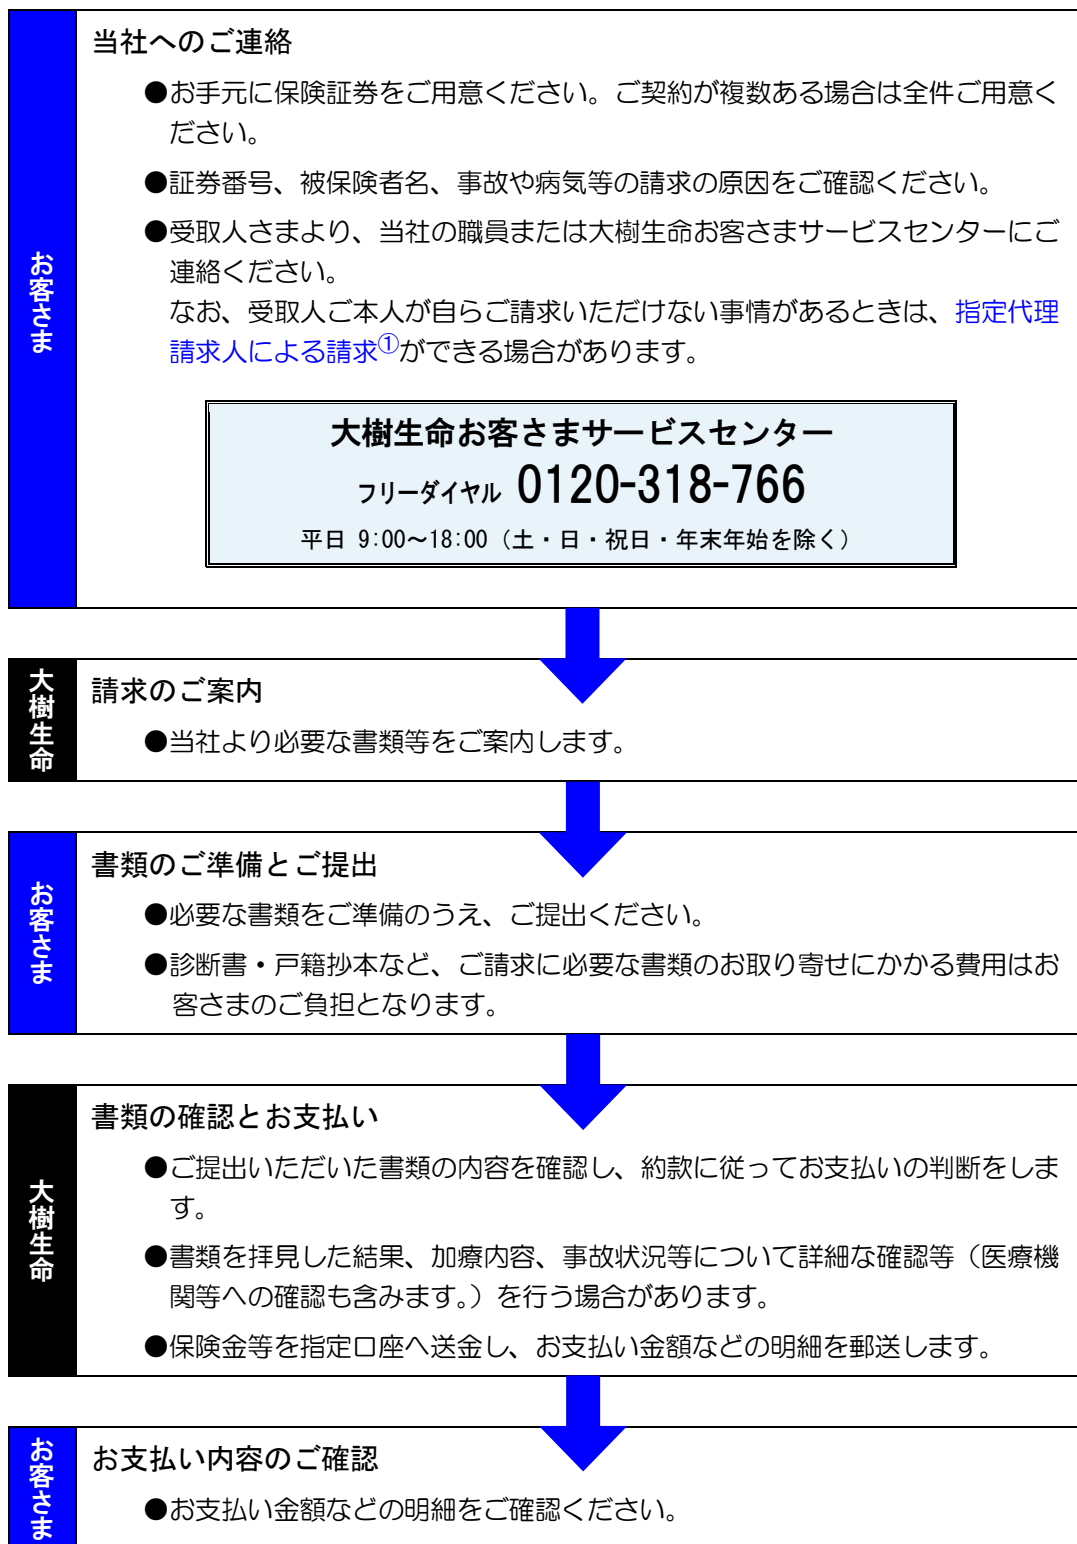 お客さま
当社へのご連絡
●お手元に保険証券をご用意ください。ご契約が複数ある場合は全件ご用意く
ださい。
●証券番号、被保険者名、事故や病気等の請求の原因をご確認ください。
●受取人さまより、当社の職員または大樹生命お客さまサービスセンターにご
連絡ください。
なお、受取人ご本人が自らご請求いただけない事情があるときは、指定代理
請求人による請求①ができる場合があります。
大樹生命お客さまサービスセンター
フリーダイヤル 0120-318-766
平日 9:00～18:00（土・日・祝日・年末年始を除く）
大樹生命
請求のご案内
●当社より必要な書類等をご案内します。
お客さま
書類のご準備とご提出
●必要な書類をご準備のうえ、ご提出ください。
●診断書・戸籍抄本など、ご請求に必要な書類のお取り寄せにかかる費用はお
客さまのご負担となります。
大樹生命
書類の確認とお支払い
●ご提出いただいた書類の内容を確認し、約款に従ってお支払いの判断をしま
す。
●書類を拝見した結果、加療内容、事故状況等について詳細な確認等（医療機
関等への確認も含みます。）を行う場合があります。
●保険金等を指定口座へ送金し、お支払い金額などの明細を郵送します。
お客さま
お支払い内容のご確認
●お支払い金額などの明細をご確認ください。